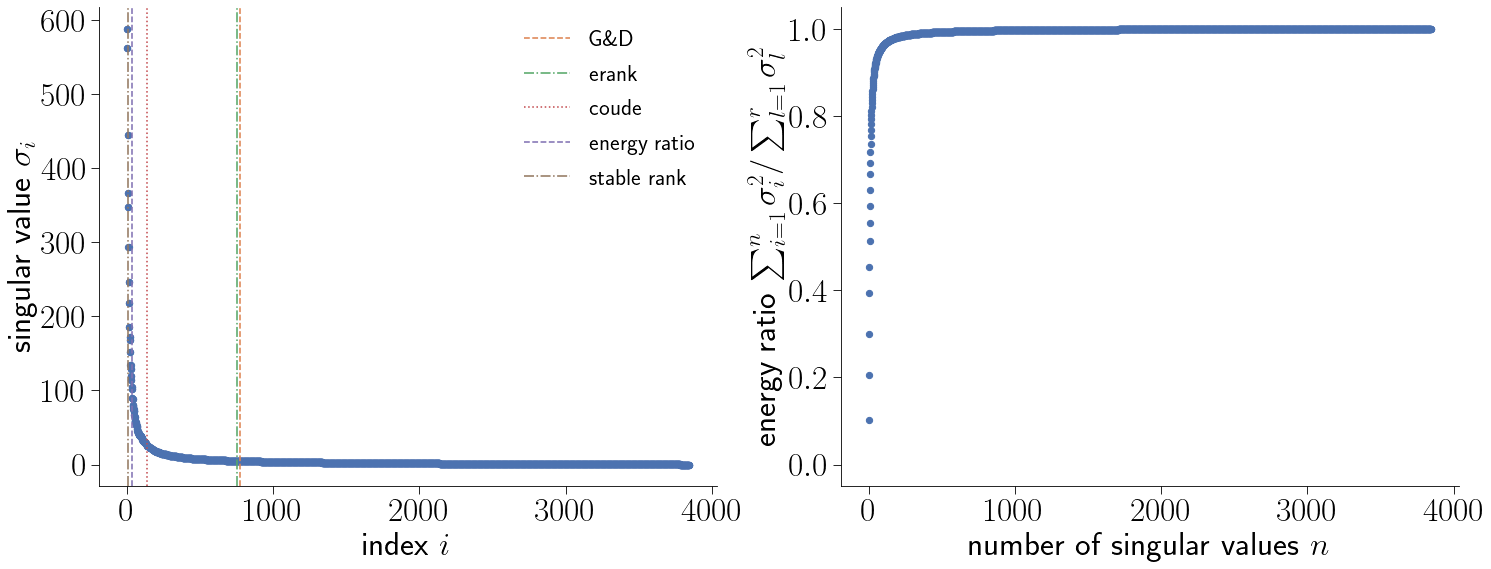 600
500
400
300
200
100
0
singular value σ_i
0 1000 2000 3000 4000
index i
G&D
erank
coude
energy ratio
stable rank
1.0
0.8
0.6
0.4
0.2
0.0
energy ratio ∑_{i=1}^{n} σ_i^2 / ∑_{l=1}^{r} σ_l^2
0 1000 2000 3000 4000
number of singular values n